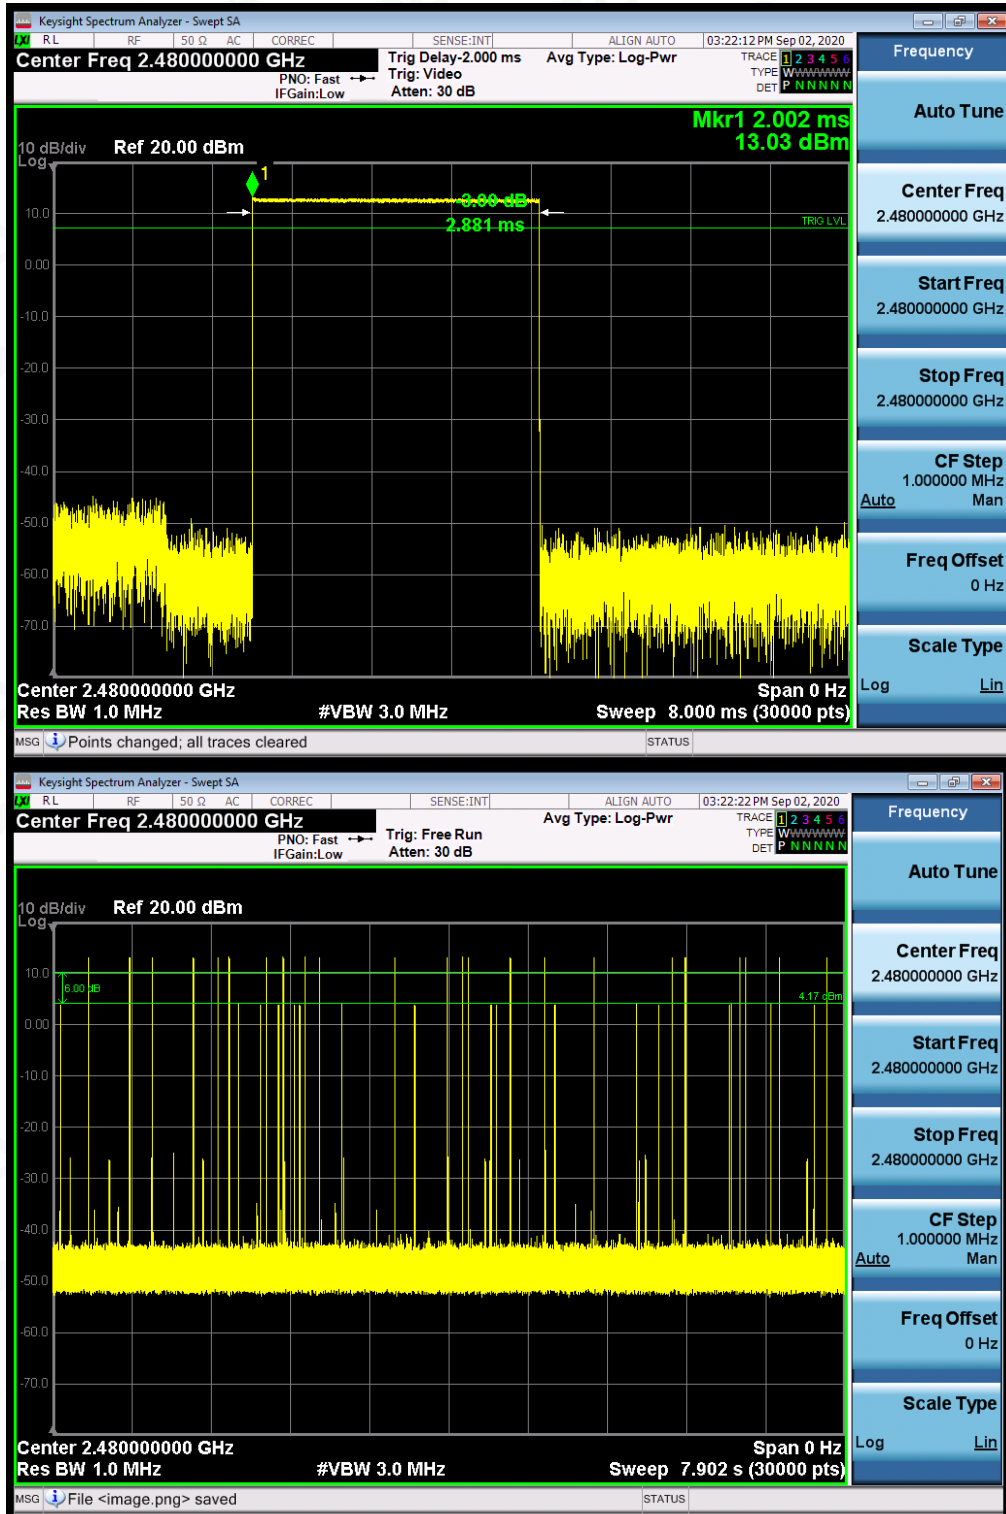 Keysight Spectrum Analyzer - Swept SA
LXI RL RF 50 Ω AC CORREC SENSE:INT ALIGN AUTO 03:22:12 PM Sep 02, 2020
Center Freq 2.480000000 GHz
PNO: Fast
IFGain:Low
Trig Delay-2.000 ms
Trig: Video
Atten: 30 dB
Avg Type: Log-Pwr
TRACE 1 2 3 4 5 6
TYPE WWWWWW
DET P N N N N N
Mkr1 2.002 ms
13.03 dBm
10 dB/div
Log
Ref 20.00 dBm
1
-3.00 dB
2.881 ms
TRIG LVL
10.0
0.00
-10.0
-20.0
-30.0
-40.0
-50.0
-60.0
-70.0
Center 2.480000000 GHz
Span 0 Hz
Res BW 1.0 MHz
#VBW 3.0 MHz
Sweep 8.000 ms (30000 pts)
MSG Points changed; all traces cleared
STATUS
Frequency
Auto Tune
Center Freq
2.480000000 GHz
Start Freq
2.480000000 GHz
Stop Freq
2.480000000 GHz
CF Step
1.000000 MHz
Auto Man
Freq Offset
0 Hz
Scale Type
Log Lin
Keysight Spectrum Analyzer - Swept SA
LXI RL RF 50 Ω AC CORREC SENSE:INT ALIGN AUTO 03:22:22 PM Sep 02, 2020
Center Freq 2.480000000 GHz
PNO: Fast
IFGain:Low
Trig: Free Run
Atten: 30 dB
Avg Type: Log-Pwr
TRACE 1 2 3 4 5 6
TYPE WWWWWW
DET P N N N N N
10 dB/div
Log
Ref 20.00 dBm
6.00 dB
4.17 dBm
10.0
0.00
-10.0
-20.0
-30.0
-40.0
-50.0
-60.0
-70.0
Center 2.480000000 GHz
Span 0 Hz
Res BW 1.0 MHz
#VBW 3.0 MHz
Sweep 7.902 s (30000 pts)
MSG File <image.png> saved
STATUS
Frequency
Auto Tune
Center Freq
2.480000000 GHz
Start Freq
2.480000000 GHz
Stop Freq
2.480000000 GHz
CF Step
1.000000 MHz
Auto Man
Freq Offset
0 Hz
Scale Type
Log Lin